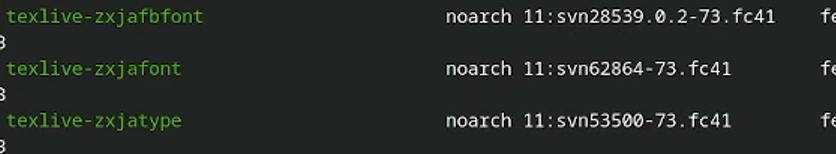 texlive-zxjafbfont noarch 11:svn28539.0.2-73.fc41 fe
3
texlive-zxjafont noarch 11:svn62864-73.fc41 fe
3
texlive-zxjatype noarch 11:svn53500-73.fc41 fe
3